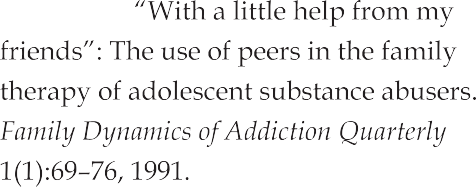 “With a little help from my
friends”: The use of peers in the family
therapy of adolescent substance abusers.
Family Dynamics of Addiction Quarterly
1(1):69–76, 1991.